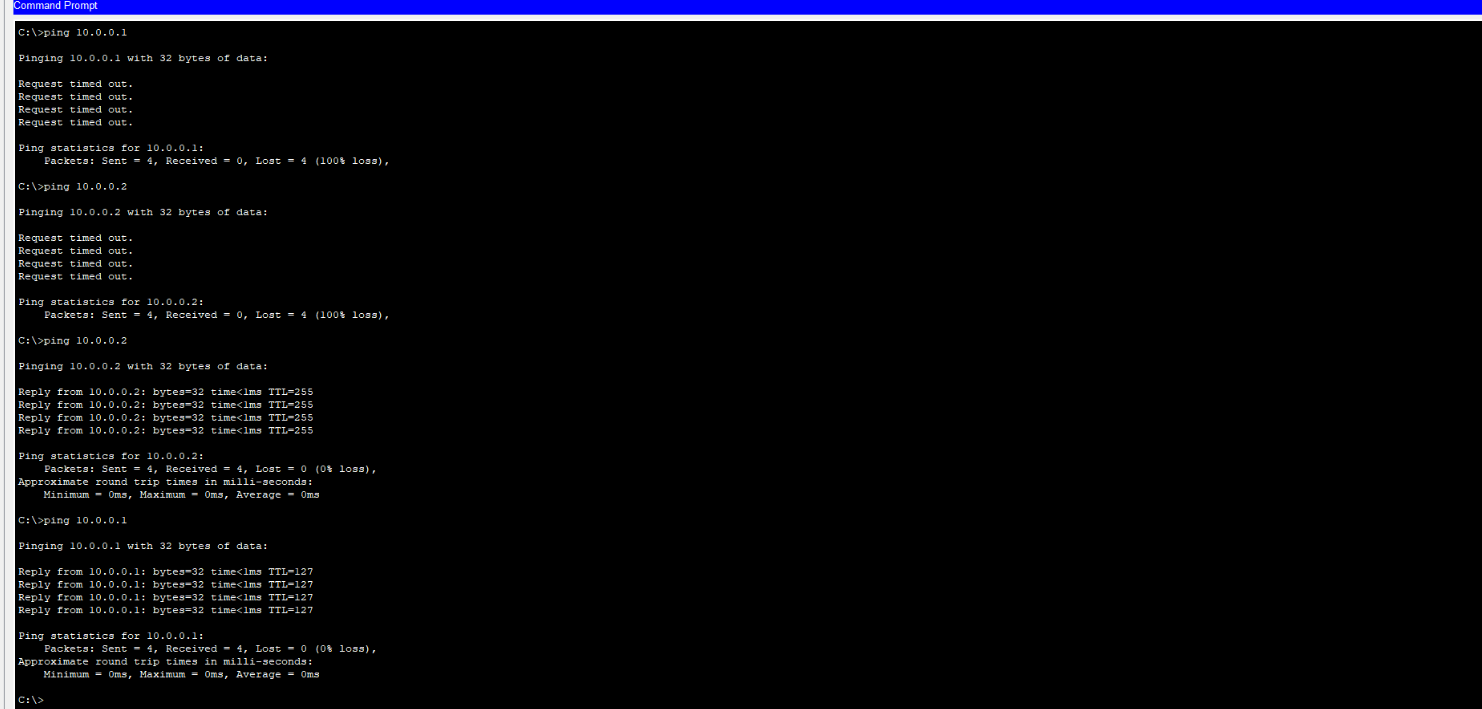 Command Prompt
C:\>ping 10.0.0.1
Pinging 10.0.0.1 with 32 bytes of data:
Request timed out.
Request timed out.
Request timed out.
Request timed out.
Ping statistics for 10.0.0.1:
Packets: Sent = 4, Received = 0, Lost = 4 (100% loss),
C:\>ping 10.0.0.2
Pinging 10.0.0.2 with 32 bytes of data:
Request timed out.
Request timed out.
Request timed out.
Request timed out.
Ping statistics for 10.0.0.2:
Packets: Sent = 4, Received = 0, Lost = 4 (100% loss),
C:\>ping 10.0.0.2
Pinging 10.0.0.2 with 32 bytes of data:
Reply from 10.0.0.2: bytes=32 time<1ms TTL=255
Reply from 10.0.0.2: bytes=32 time<1ms TTL=255
Reply from 10.0.0.2: bytes=32 time<1ms TTL=255
Reply from 10.0.0.2: bytes=32 time<1ms TTL=255
Ping statistics for 10.0.0.2:
Packets: Sent = 4, Received = 4, Lost = 0 (0% loss),
Approximate round trip times in milli-seconds:
Minimum = 0ms, Maximum = 0ms, Average = 0ms
C:\>ping 10.0.0.1
Pinging 10.0.0.1 with 32 bytes of data:
Reply from 10.0.0.1: bytes=32 time<1ms TTL=127
Reply from 10.0.0.1: bytes=32 time<1ms TTL=127
Reply from 10.0.0.1: bytes=32 time<1ms TTL=127
Reply from 10.0.0.1: bytes=32 time<1ms TTL=127
Ping statistics for 10.0.0.1:
Packets: Sent = 4, Received = 4, Lost = 0 (0% loss),
Approximate round trip times in milli-seconds:
Minimum = 0ms, Maximum = 0ms, Average = 0ms
C:\>